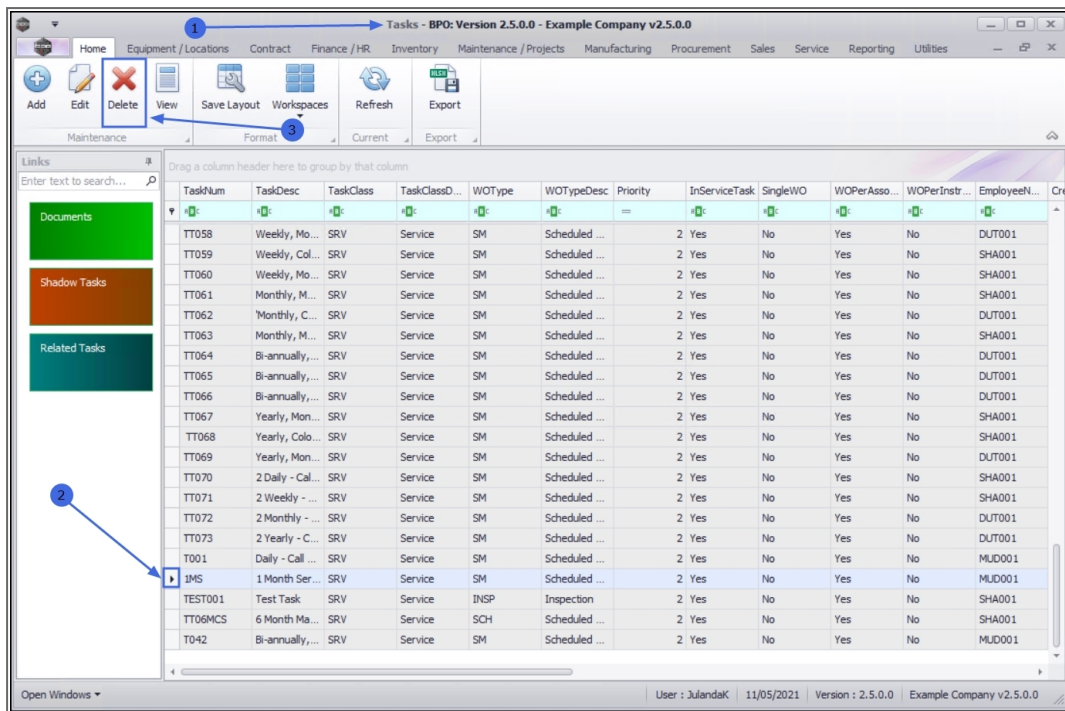 1
Tasks - BPO: Version 2.5.0.0 - Example Company v2.5.0.0
Home Equipment / Locations Contract Finance / HR Inventory Maintenance / Projects Manufacturing Procurement Sales Service Reporting Utilities
Add Edit Delete View Save Layout Workspaces Refresh Export
3
Maintenance Format Current Export
Links
Drag a column header here to group by that column
Enter text to search...
TaskNum TaskDesc TaskClass TaskClassD... WOType WOTypeDesc Priority InServiceTask SingleWO WOPerAsso... WOPerInstr... EmployeeN... Cre
Documents
=
TT058 Weekly, Mo... SRV Service SM Scheduled ... 2 Yes No Yes No DUT001
TT059 Weekly, Col... SRV Service SM Scheduled ... 2 Yes No Yes No SHA001
TT060 Weekly, Mo... SRV Service SM Scheduled ... 2 Yes No Yes No SHA001
Shadow Tasks
TT061 Monthly, M... SRV Service SM Scheduled ... 2 Yes No Yes No SHA001
TT062 'Monthly, C... SRV Service SM Scheduled ... 2 Yes No Yes No DUT001
TT063 Monthly, M... SRV Service SM Scheduled ... 2 Yes No Yes No SHA001
Related Tasks
TT064 Bi-annually,... SRV Service SM Scheduled ... 2 Yes No Yes No DUT001
TT065 Bi-annually,... SRV Service SM Scheduled ... 2 Yes No Yes No DUT001
TT066 Bi-annually,... SRV Service SM Scheduled ... 2 Yes No Yes No DUT001
TT067 Yearly, Mon... SRV Service SM Scheduled ... 2 Yes No Yes No SHA001
TT068 Yearly, Colo... SRV Service SM Scheduled ... 2 Yes No Yes No SHA001
TT069 Yearly, Mon... SRV Service SM Scheduled ... 2 Yes No Yes No DUT001
TT070 2 Daily - Cal... SRV Service SM Scheduled ... 2 Yes No Yes No SHA001
2
TT071 2 Weekly - ... SRV Service SM Scheduled ... 2 Yes No Yes No SHA001
TT072 2 Monthly - ... SRV Service SM Scheduled ... 2 Yes No Yes No DUT001
TT073 2 Yearly - C... SRV Service SM Scheduled ... 2 Yes No Yes No DUT001
T001 Daily - Call ... SRV Service SM Scheduled ... 2 Yes No Yes No MUD001
1MS 1 Month Ser... SRV Service SM Scheduled ... 2 Yes No Yes No MUD001
TEST001 Test Task SRV Service INSP Inspection 2 Yes No Yes No SHA001
TT06MCS 6 Month Ma... SRV Service SCH Scheduled ... 2 Yes No Yes No SHA001
T042 Bi-annually,... SRV Service SM Scheduled ... 2 Yes No Yes No MUD001
Open Windows User : JulandaK 11/05/2021 Version : 2.5.0.0 Example Company v2.5.0.0